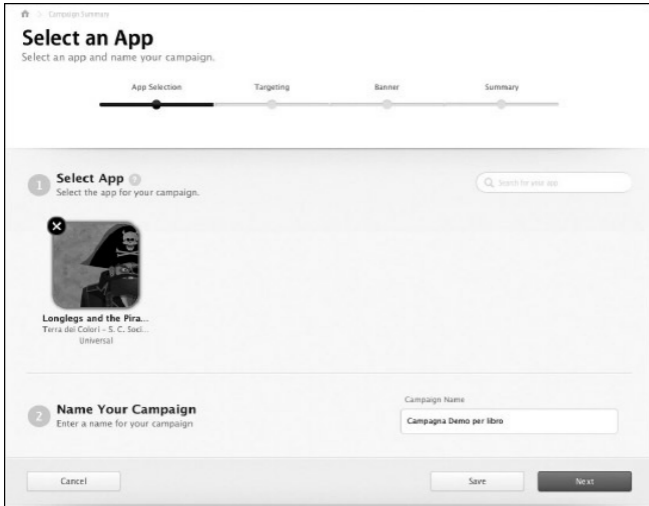 Campaign Summary
Select an App
Select an app and name your campaign.
App Selection Targeting Banner Summary
1 Select App
Select the app for your campaign.
Search for your app
Longlegs and the Pira...
Terra dei Colori - S. C. Soci...
Universal
2 Name Your Campaign
Enter a name for your campaign
Campaign Name
Campagna Demo per libro
Cancel Save Next